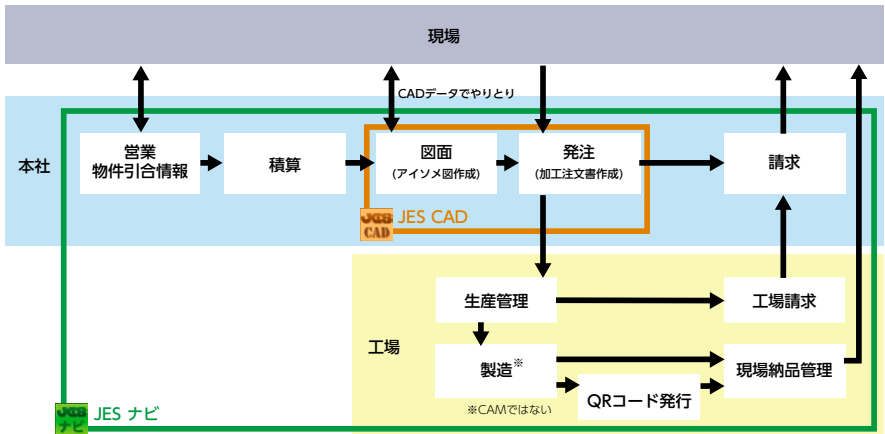 現場
CADデータでやりとり
本社
営業
物件引合情報
積算
図面
(アイソメ図作成)
発注
(加工注文書作成)
請求
JES
CAD
JES CAD
工場
生産管理
工場請求
製造※
現場納品管理
QRコード発行
※CAMではない
JES
ナビ
JES ナビ